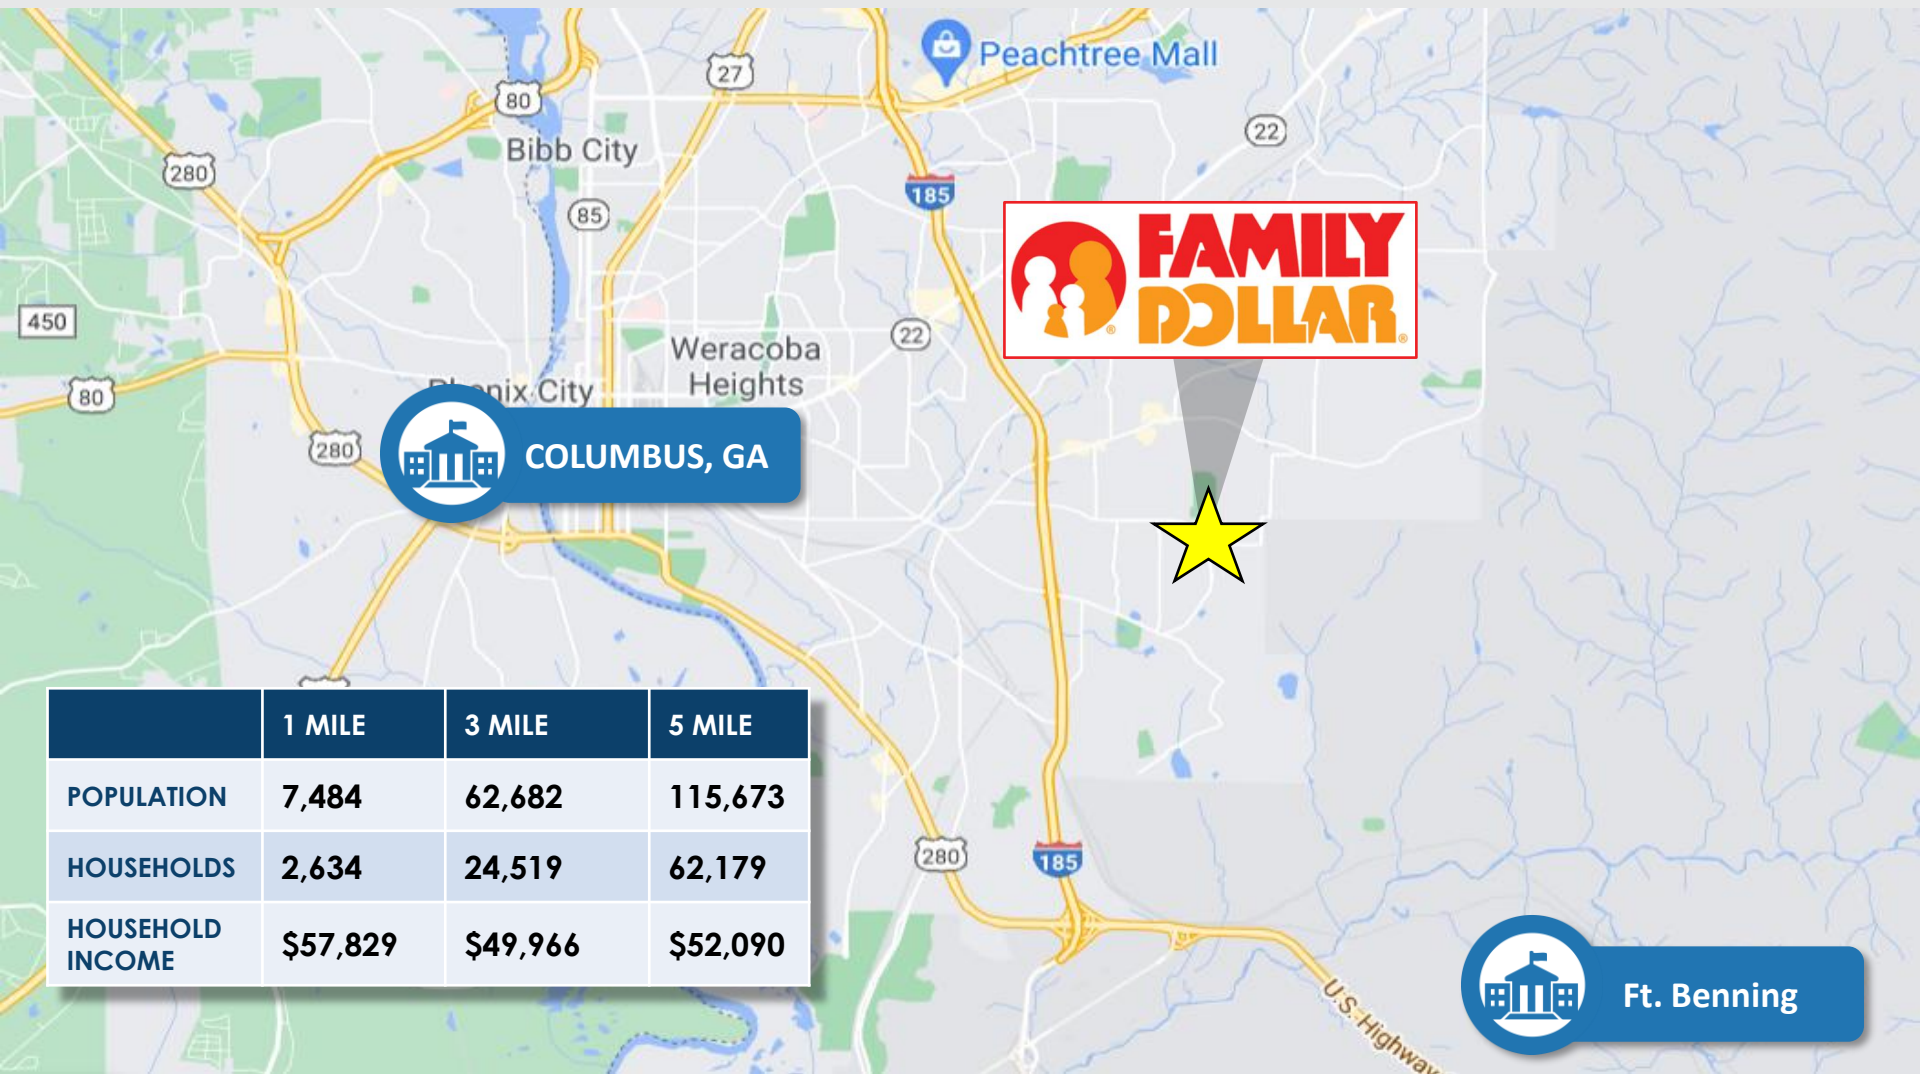 Peachtree Mall
27
80
22
Bibb City
280
185
85
FAMILY
DOLLAR
®
®
450
22
Weracoba
Heights
80
Phenix City
280
COLUMBUS, GA
1 MILE
3 MILE
5 MILE
POPULATION
7,484
62,682
115,673
HOUSEHOLDS
2,634
24,519
62,179
HOUSEHOLD
INCOME
$57,829
$49,966
$52,090
280
185
U.S. Highway
Ft. Benning